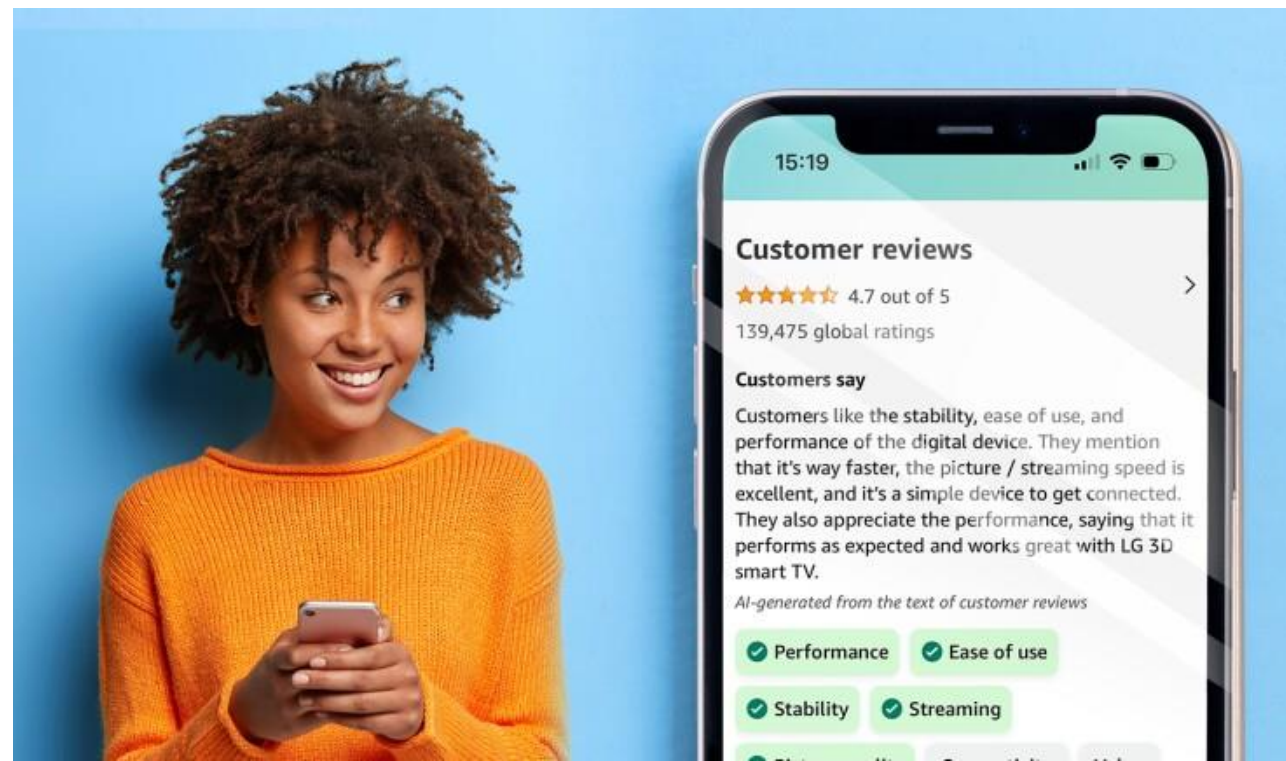 15:19
Customer reviews
4.7 out of 5
139,475 global ratings
Customers say
Customers like the stability, ease of use, and
performance of the digital device. They mention
that it's way faster, the picture / streaming speed is
excellent, and it's a simple device to get connected.
They also appreciate the performance, saying that it
performs as expected and works great with LG 3D
smart TV.
AI-generated from the text of customer reviews
Performance Ease of use
Stability Streaming